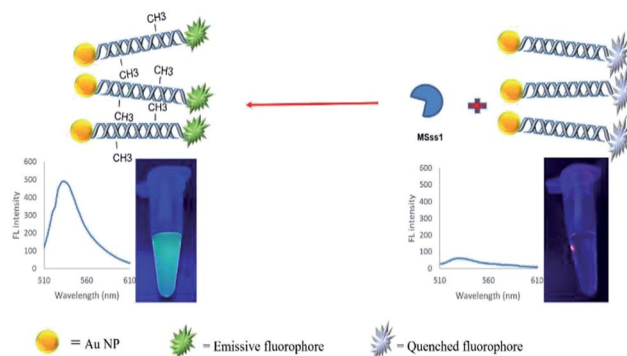 CH3
CH3
CH3
CH3
CH3
CH3
MSss1
600
500
400
300
200
100
0
FL intensity
510 560 610
Wavelength (nm)
600
500
400
300
200
100
0
FL intensity
510 560 610
Wavelength (nm)
= Au NP
= Emissive fluorophore
= Quenched fluorophore